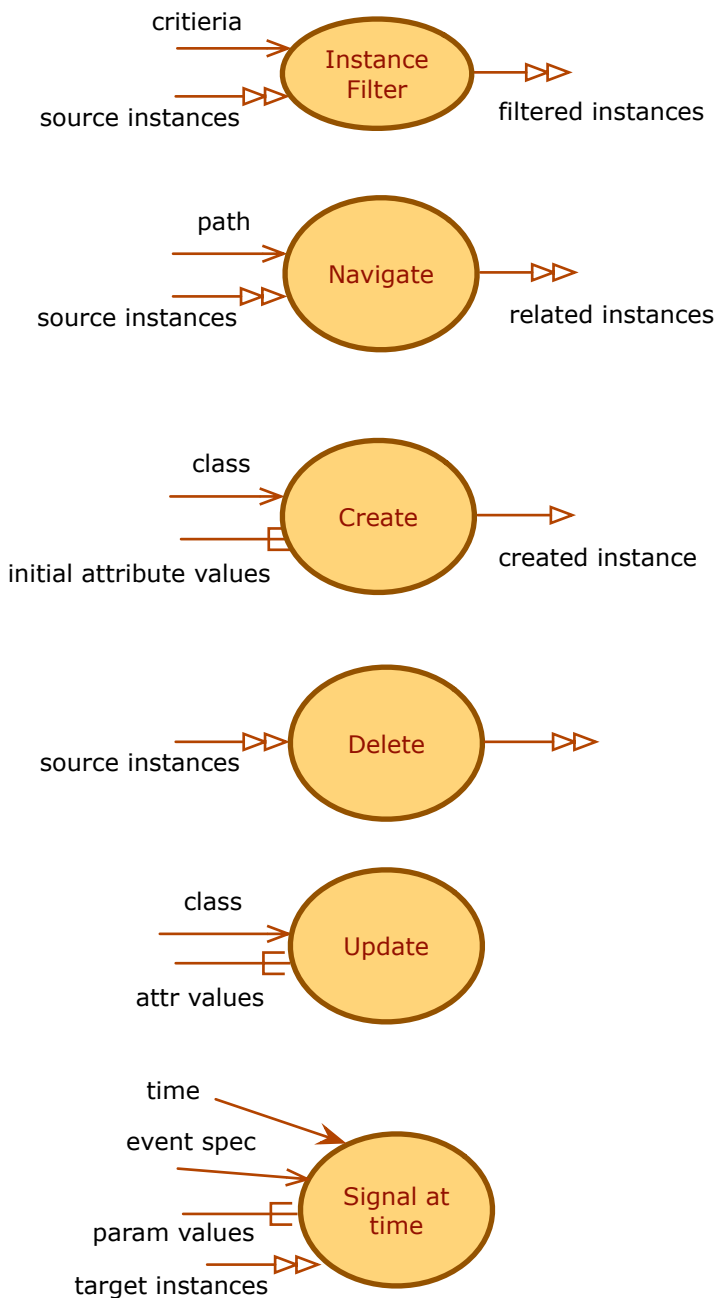 critieria
Instance
Filter
source instances
filtered instances
path
Navigate
source instances
related instances
class
Create
initial attribute values
created instance
Delete
source instances
class
Update
attr values
time
event spec
Signal at
time
param values
target instances